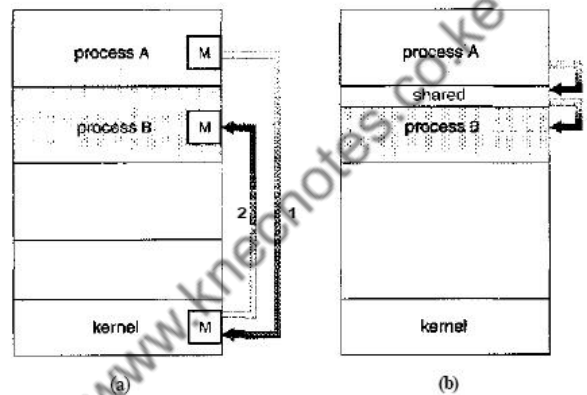 process A M
process B M
2 1
kernel M
(a)
process A
shared
process B
kernel
(b)
www.knecnotes.co.ke